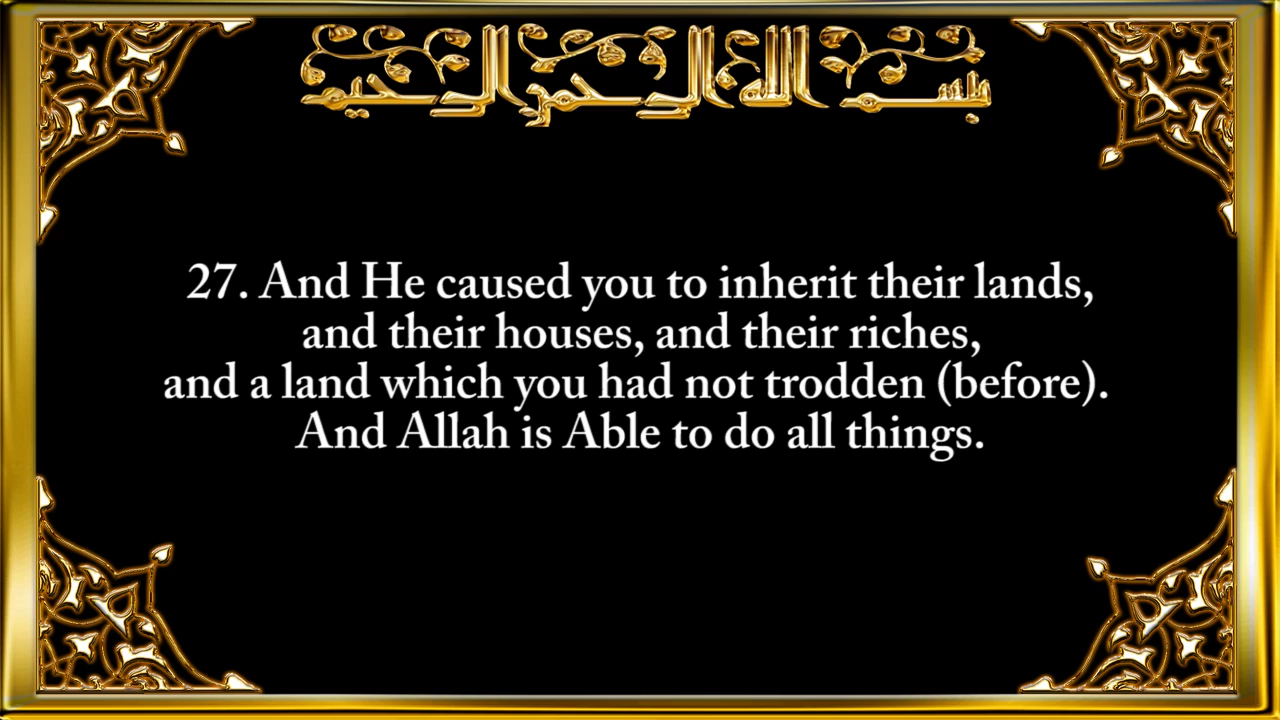 بسم الله الرحمن الرحيم
27. And He caused you to inherit their lands,
and their houses, and their riches,
and a land which you had not trodden (before).
And Allah is Able to do all things.